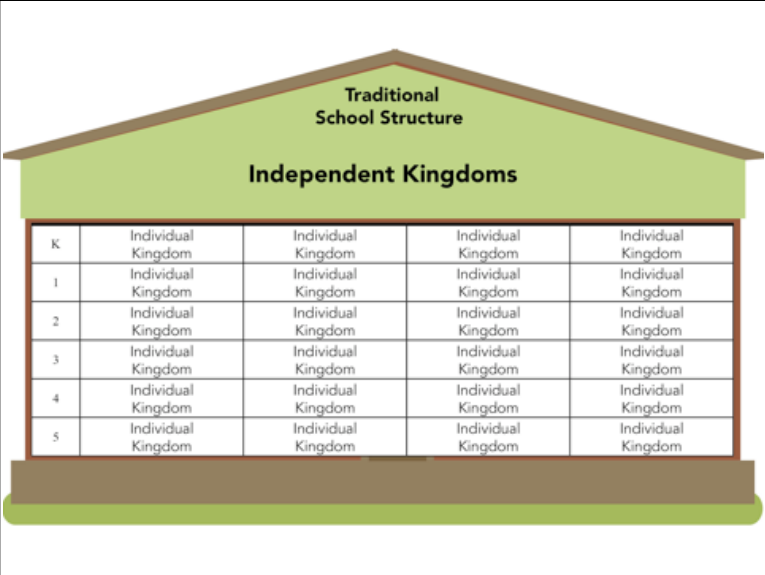 Traditional
School Structure
Independent Kingdoms
K Individual Kingdom Individual Kingdom Individual Kingdom Individual Kingdom
1 Individual Kingdom Individual Kingdom Individual Kingdom Individual Kingdom
2 Individual Kingdom Individual Kingdom Individual Kingdom Individual Kingdom
3 Individual Kingdom Individual Kingdom Individual Kingdom Individual Kingdom
4 Individual Kingdom Individual Kingdom Individual Kingdom Individual Kingdom
5 Individual Kingdom Individual Kingdom Individual Kingdom Individual Kingdom